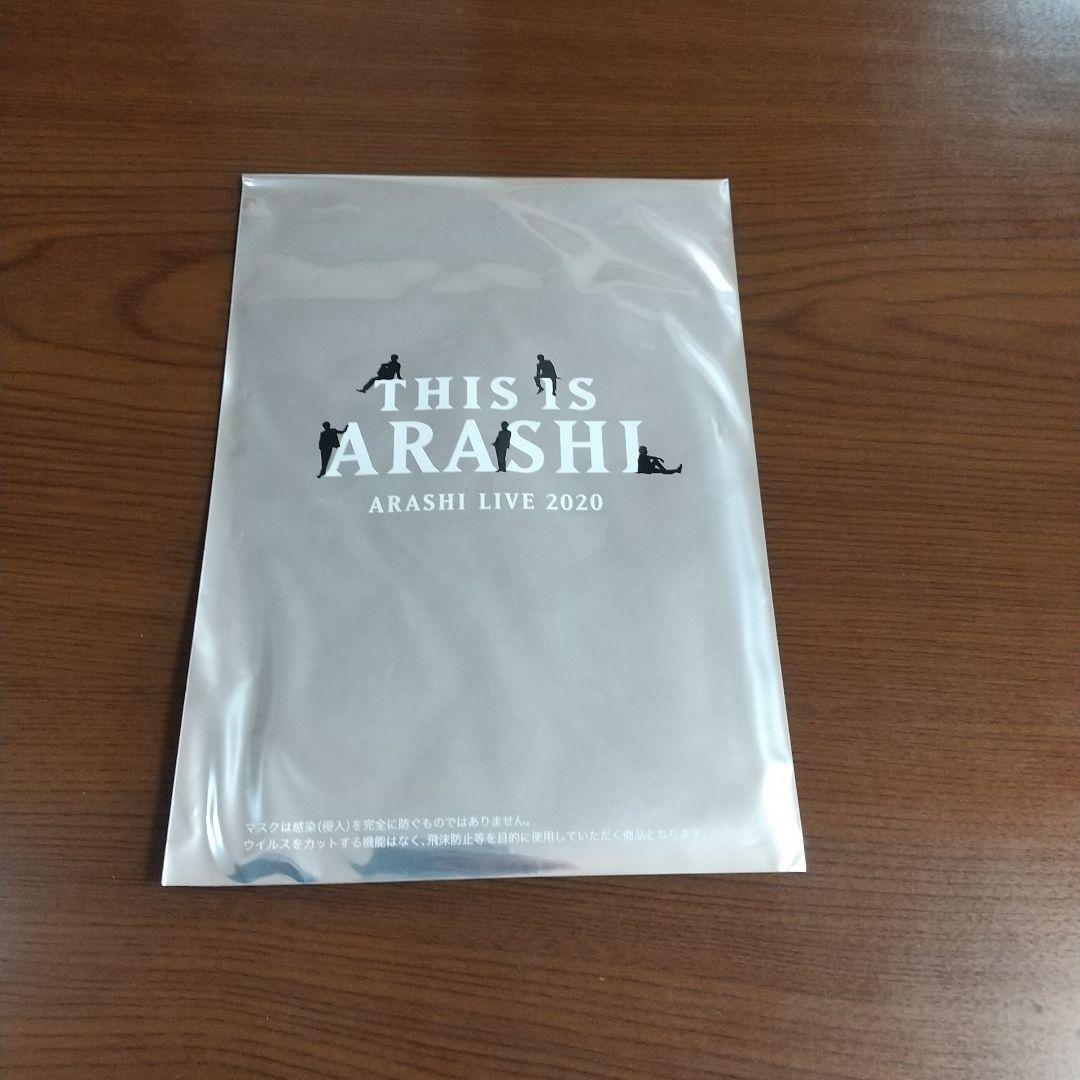 THIS IS
ARASHI
ARASHI LIVE 2020
マスクは感染(侵入)を完全に防ぐものではありません。
ウイルスをカットする機能はなく、飛沫防止等を目的に使用していただく商品となります。